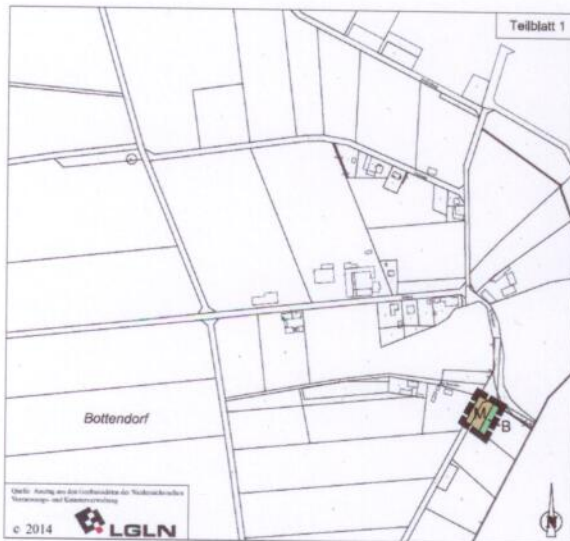 Teilblatt 1
M
B
Bottendorf
Quelle: Auszug aus den Geobasisdaten der Niedersächsischen
Vermessungs- und Katasterverwaltung
© 2014 LGLN
N